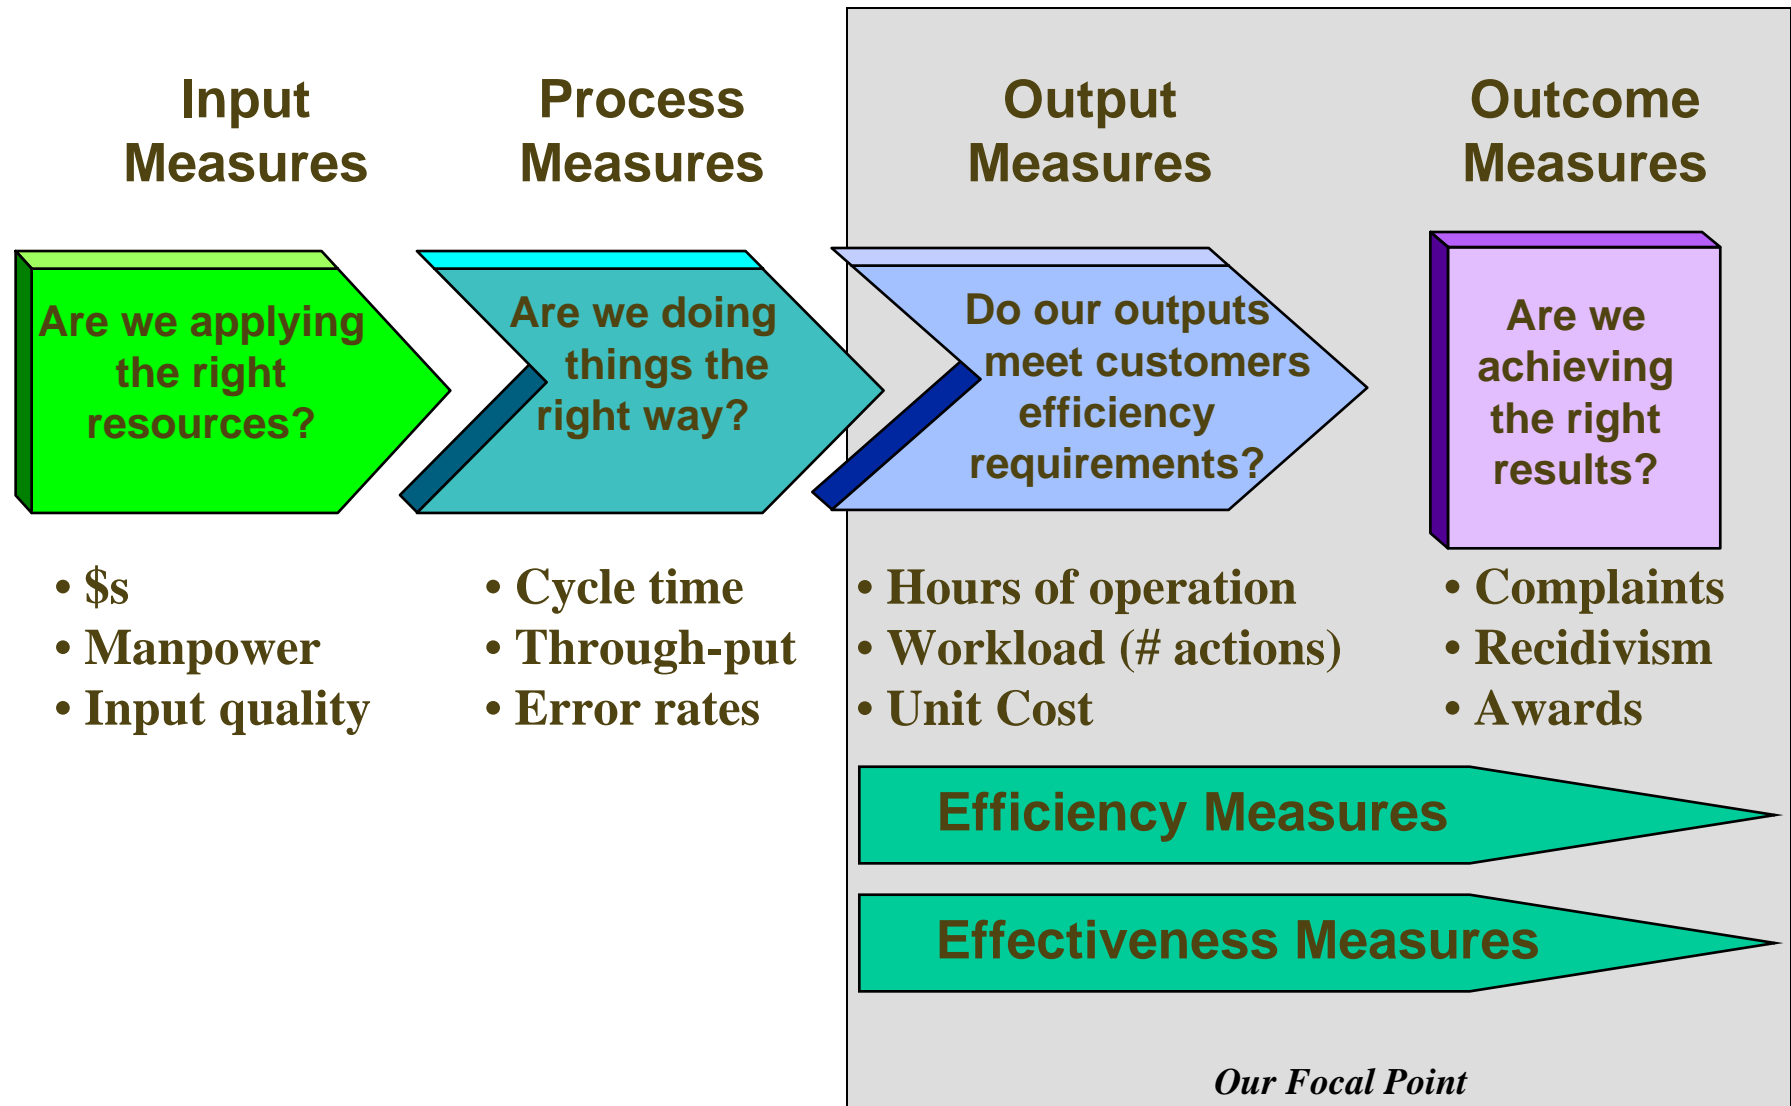 Input
Measures
Process
Measures
Output
Measures
Outcome
Measures
Are we applying
the right
resources?
Are we doing
things the
right way?
Do our outputs
meet customers
efficiency
requirements?
Are we
achieving
the right
results?
• $s
• Manpower
• Input quality
• Cycle time
• Through-put
• Error rates
• Hours of operation
• Workload (# actions)
• Unit Cost
• Complaints
• Recidivism
• Awards
Efficiency Measures
Effectiveness Measures
Our Focal Point